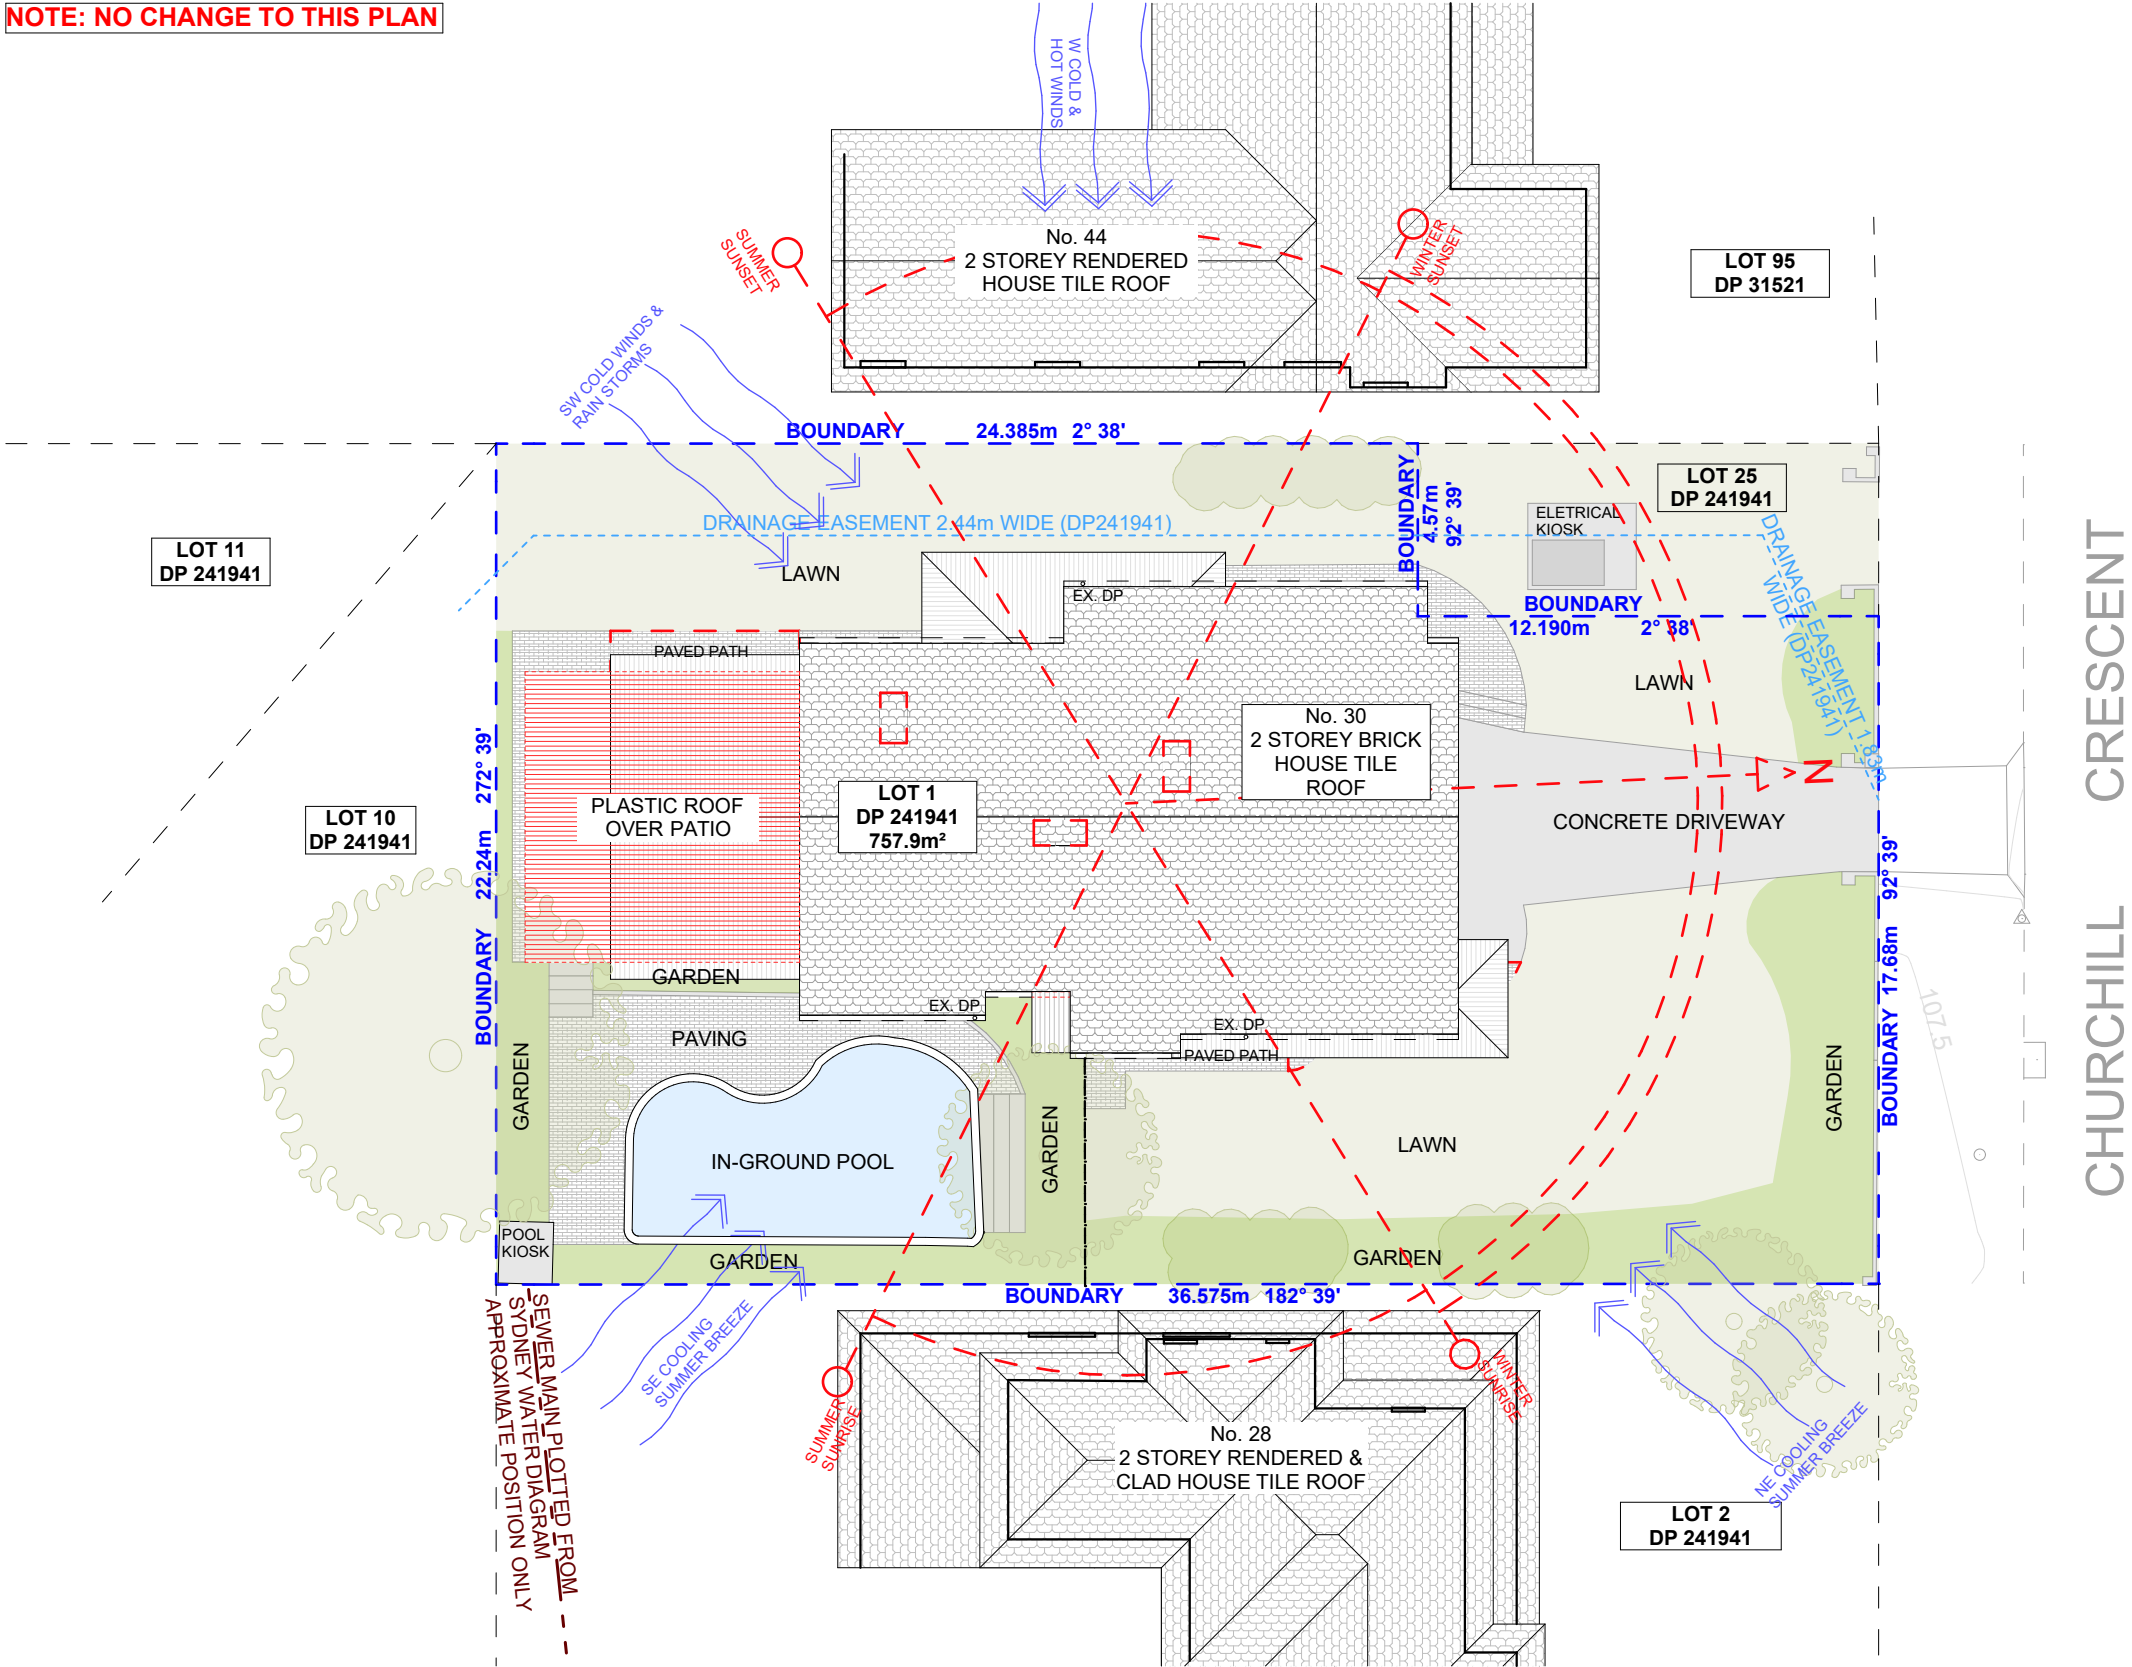 NOTE: NO CHANGE TO THIS PLAN
W COLD &
HOT WINDS
No. 44
2 STOREY RENDERED
HOUSE TILE ROOF
SUMMER
SUNSET
WINTER
SUNSET
LOT 95
DP 31521
SW COLD WINDS &
RAIN STORMS
BOUNDARY 24.385m 2° 38'
BOUNDARY
4.57m
92° 39'
LOT 25
DP 241941
ELETRICAL
KIOSK
DRAINAGE EASEMENT 2.44m WIDE (DP241941)
DRAINAGE EASEMENT 1.83m
WIDE (DP241941)
LOT 11
DP 241941
LAWN
EX. DP
BOUNDARY
12.190m 2° 38'
PAVED PATH
LAWN
No. 30
2 STOREY BRICK
HOUSE TILE
ROOF
N
CRESCENT
BOUNDARY 22.24m 272° 39'
PLASTIC ROOF
OVER PATIO
LOT 1
DP 241941
757.9m²
CONCRETE DRIVEWAY
LOT 10
DP 241941
BOUNDARY 17.68m 92° 39'
GARDEN
EX. DP
EX. DP
PAVED PATH
PAVING
107.5
CHURCHILL
GARDEN
GARDEN
GARDEN
LAWN
IN-GROUND POOL
POOL
KIOSK
GARDEN
GARDEN
BOUNDARY 36.575m 182° 39'
SEWER MAIN PLOTTED FROM
SYDNEY WATER DIAGRAM
APPROXIMATE POSITION ONLY
SE COOLING
SUMMER BREEZE
SUMMER
SUNRISE
WINTER
SUNRISE
No. 28
2 STOREY RENDERED &
CLAD HOUSE TILE ROOF
NE COOLING
SUMMER BREEZE
LOT 2
DP 241941